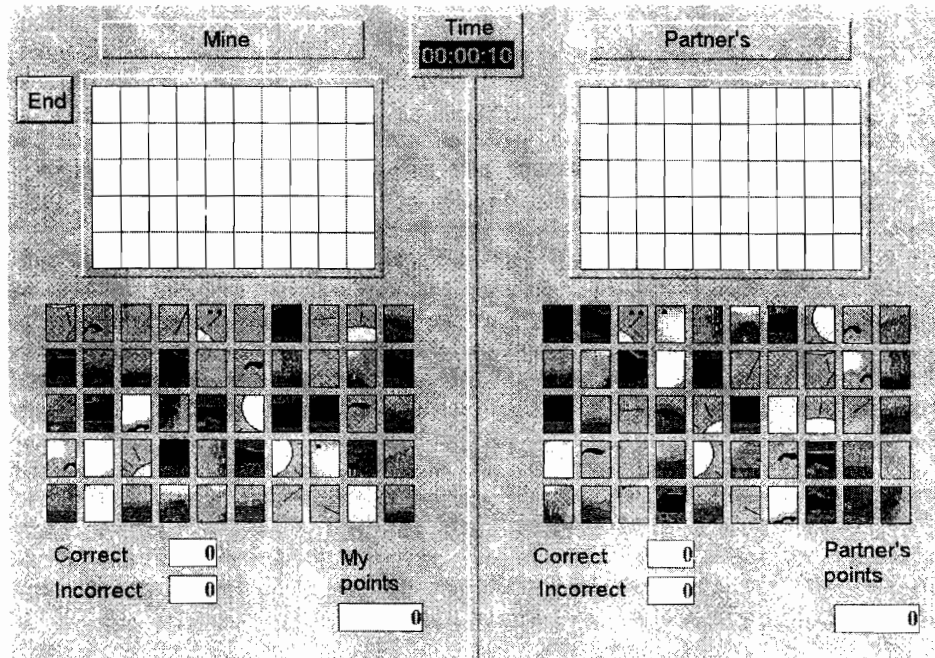 Mine
Time
Partner's
00:00:10
End
Correct 0
Incorrect 0
My
points
0
Correct 0
Incorrect 0
Partner's
points
0